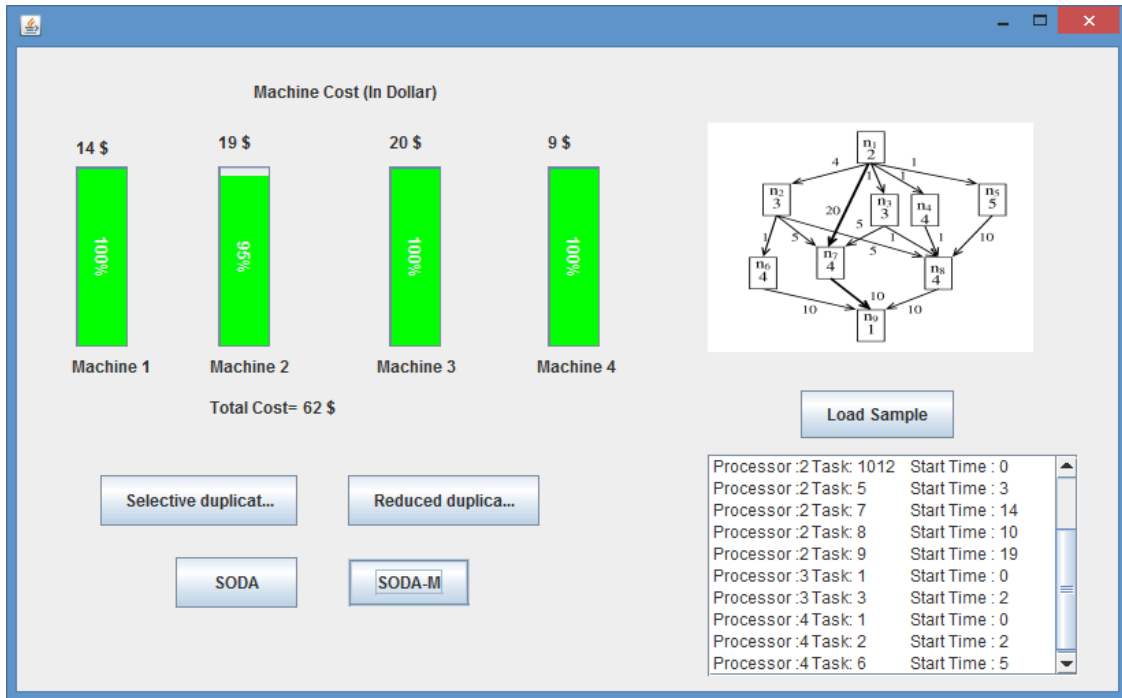 Machine Cost (In Dollar)
14 $
19 $
20 $
9 $
100%
95%
100%
100%
Machine 1
Machine 2
Machine 3
Machine 4
Total Cost= 62 $
Selective duplicat...
Reduced duplica...
SODA
SODA-M
n1
2
4
1
1
1
n2
3
20
n3
3
n4
4
n5
5
1
5
5
5
1
1
10
n6
4
n7
4
n8
4
10
10
10
n9
1
Load Sample
Processor :2 Task: 1012 Start Time : 0
Processor :2 Task: 5 Start Time : 3
Processor :2 Task: 7 Start Time : 14
Processor :2 Task: 8 Start Time : 10
Processor :2 Task: 9 Start Time : 19
Processor :3 Task: 1 Start Time : 0
Processor :3 Task: 3 Start Time : 2
Processor :4 Task: 1 Start Time : 0
Processor :4 Task: 2 Start Time : 2
Processor :4 Task: 6 Start Time : 5